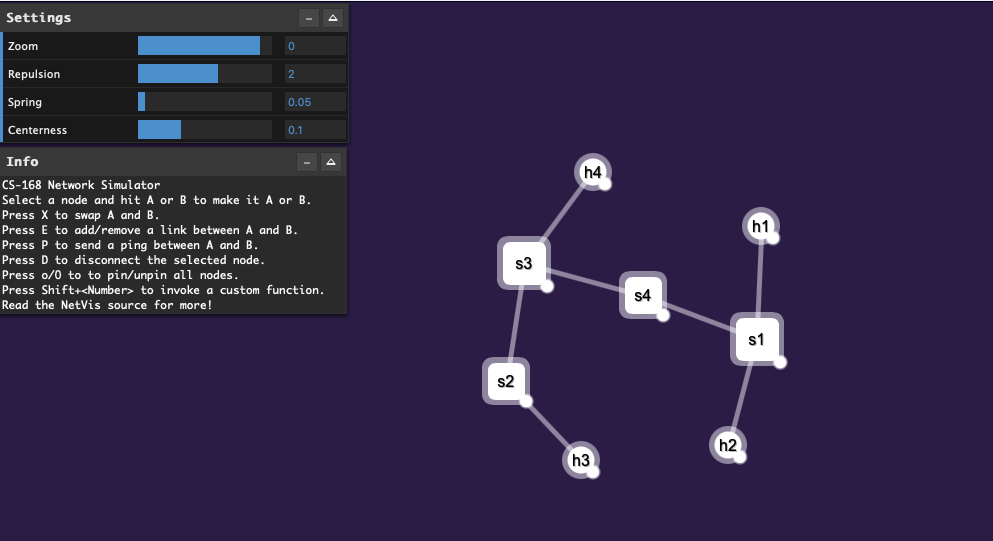 Settings
Zoom 0
Repulsion 2
Spring 0.05
Centerness 0.1
Info
CS-168 Network Simulator
Select a node and hit A or B to make it A or B.
Press X to swap A and B.
Press E to add/remove a link between A and B.
Press P to send a ping between A and B.
Press D to disconnect the selected node.
Press o/O to to pin/unpin all nodes.
Press Shift+<Number> to invoke a custom function.
Read the NetVis source for more!
h4
h1
s3
s4
s1
s2
h2
h3